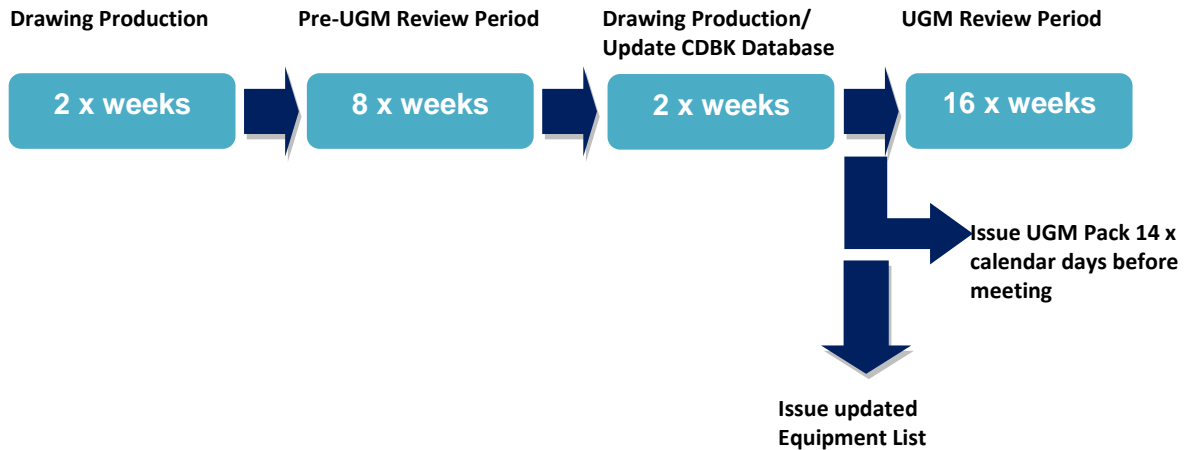 Drawing Production
Pre-UGM Review Period
Drawing Production/
Update CDBK Database
UGM Review Period
2 x weeks
8 x weeks
2 x weeks
16 x weeks
Issue UGM Pack 14 x
calendar days before
meeting
Issue updated
Equipment List